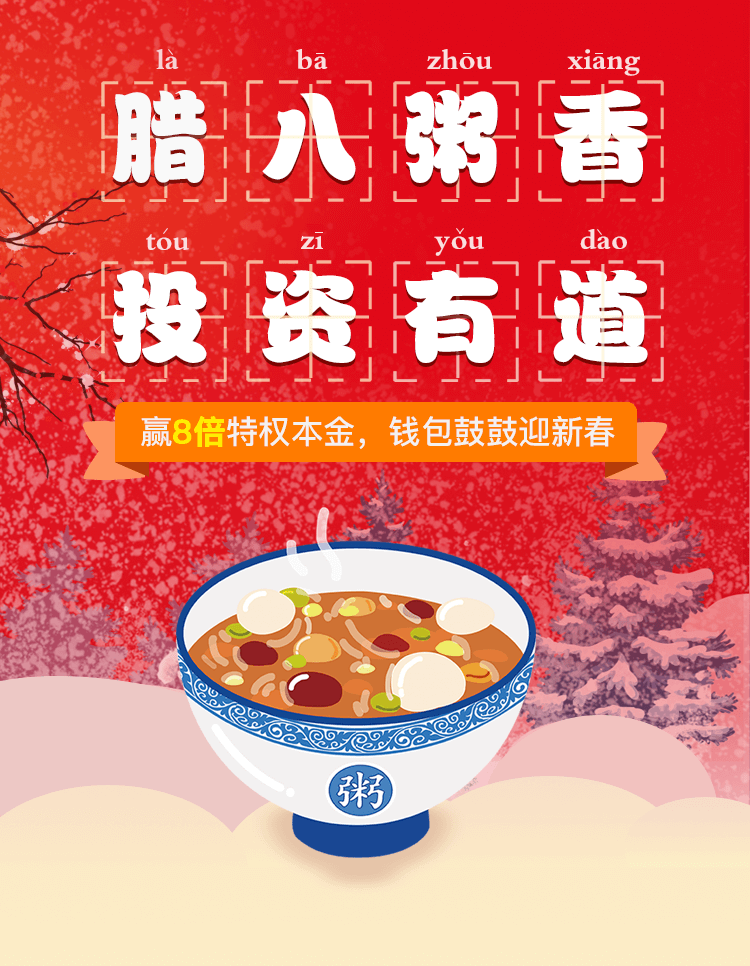 là bā zhōu xiāng
腊八粥香
tóu zī yǒu dào
投资有道
赢8倍特权本金，钱包鼓鼓迎新春
粥